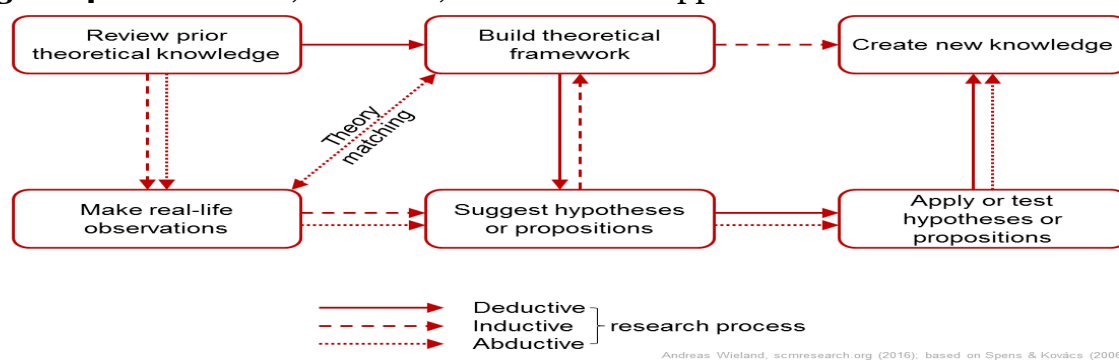 Review prior
theoretical knowledge
Build theoretical
framework
Create new knowledge
Theory
matching
Make real-life
observations
Suggest hypotheses
or propositions
Apply or test
hypotheses or
propositions
Deductive
Inductive
Abductive
research process
Andreas Wieland, scmresearch.org (2016); based on Spens & Kovács (200